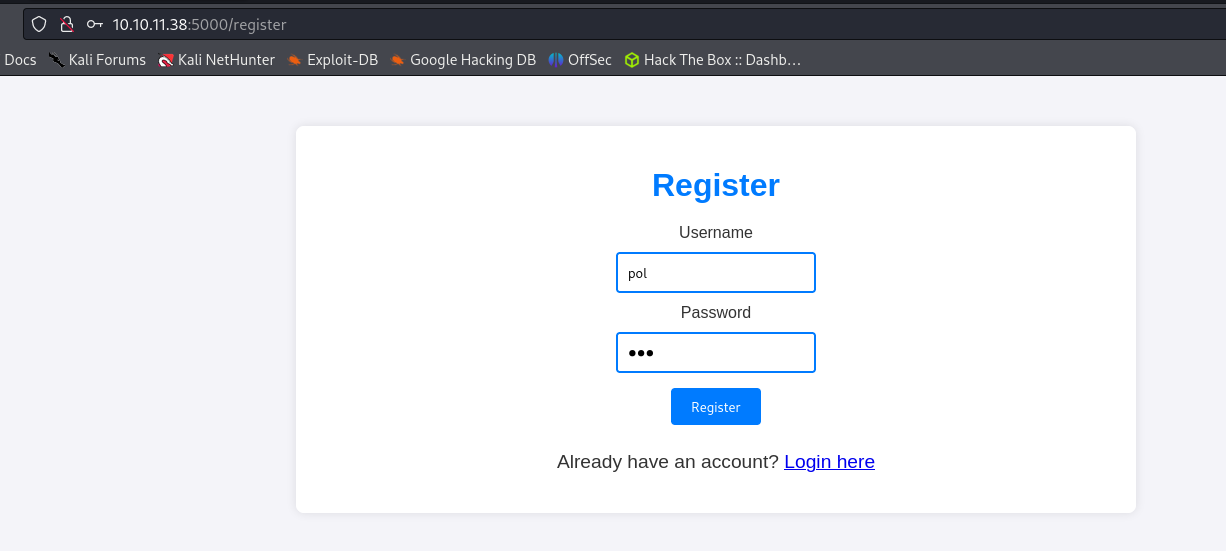 10.10.11.38:5000/register
Docs Kali Forums Kali NetHunter Exploit-DB Google Hacking DB OffSec Hack The Box :: Dashb…
Register
Username
pol
Password
•••
Register
Already have an account? Login here